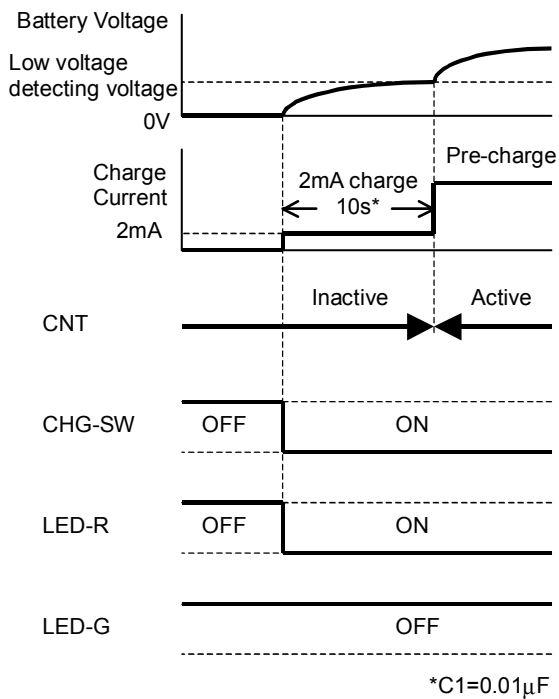 Battery Voltage
Low voltage
detecting voltage
0V
Charge
Current
2mA
2mA charge
10s*
Pre-charge
CNT
Inactive
Active
CHG-SW
OFF
ON
LED-R
OFF
ON
LED-G
OFF
*C1=0.01μF